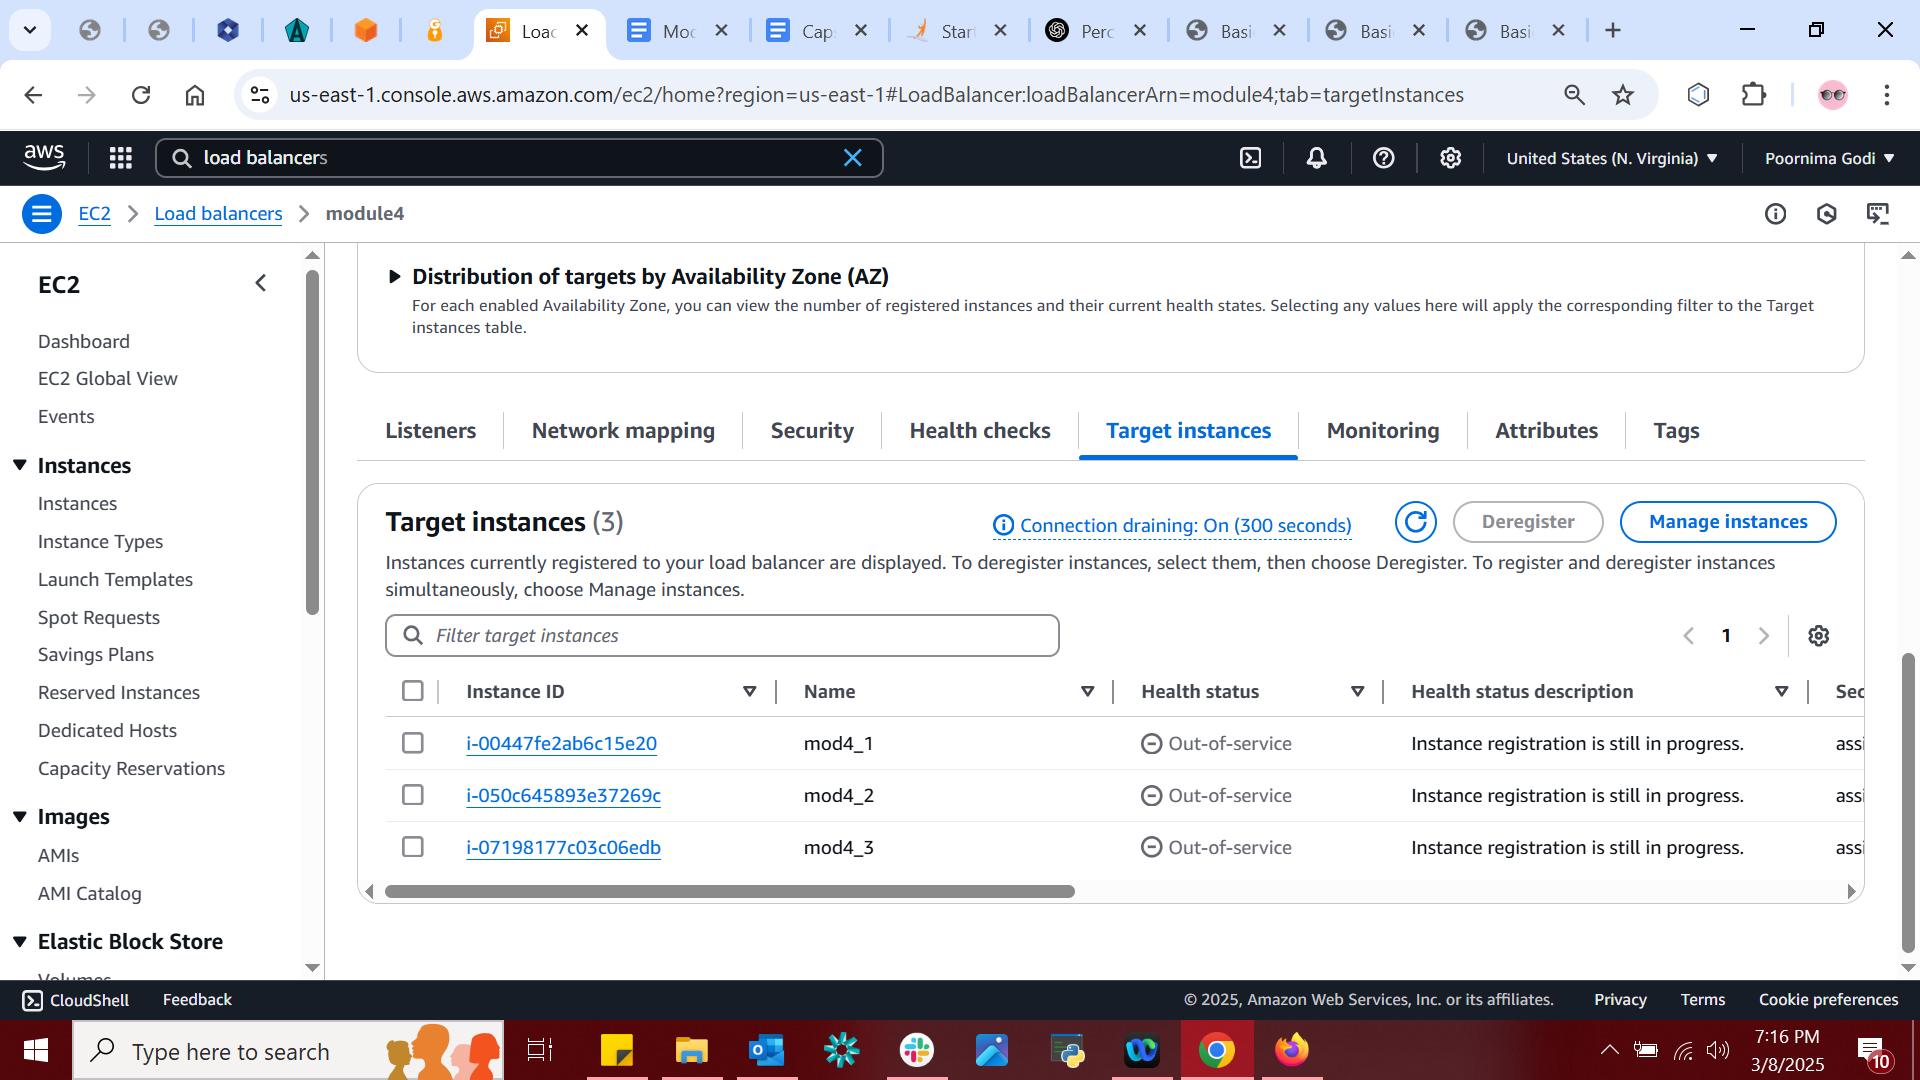 Load
Moc
Cap
Star
Perc
Basi
Basi
Basi
us-east-1.console.aws.amazon.com/ec2/home?region=us-east-1#LoadBalancer:loadBalancerArn=module4;tab=targetInstances
aws
load balancers
United States (N. Virginia)
Poornima Godi
EC2
Load balancers
module4
EC2
Dashboard
EC2 Global View
Events
Instances
Instances
Instance Types
Launch Templates
Spot Requests
Savings Plans
Reserved Instances
Dedicated Hosts
Capacity Reservations
Images
AMIs
AMI Catalog
Elastic Block Store
Volumes
Distribution of targets by Availability Zone (AZ)
For each enabled Availability Zone, you can view the number of registered instances and their current health states. Selecting any values here will apply the corresponding filter to the Target
instances table.
Listeners
Network mapping
Security
Health checks
Target instances
Monitoring
Attributes
Tags
Target instances (3)
Connection draining: On (300 seconds)
Deregister
Manage instances
Instances currently registered to your load balancer are displayed. To deregister instances, select them, then choose Deregister. To register and deregister instances
simultaneously, choose Manage instances.
Filter target instances
1
Instance ID Name Health status Health status description Sec
i-00447fe2ab6c15e20 mod4_1 Out-of-service Instance registration is still in progress. assi
i-050c645893e37269c mod4_2 Out-of-service Instance registration is still in progress. assi
i-07198177c03c06edb mod4_3 Out-of-service Instance registration is still in progress. assi
CloudShell
Feedback
© 2025, Amazon Web Services, Inc. or its affiliates.
Privacy
Terms
Cookie preferences
Type here to search
7:16 PM
3/8/2025
10